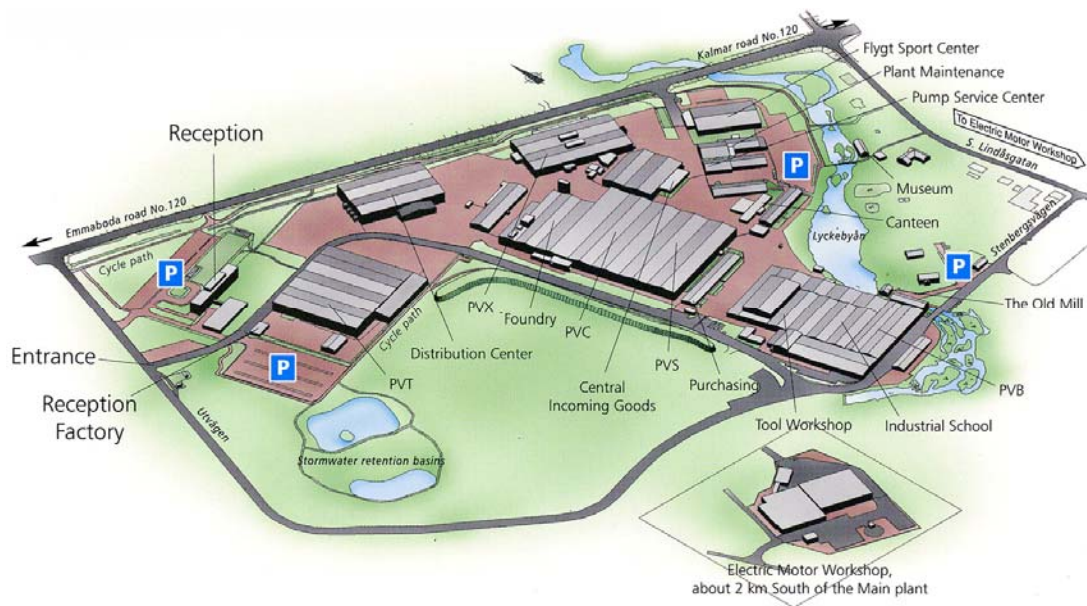 Kalmar road No.120
Flygt Sport Center
Plant Maintenance
Pump Service Center
To Electric Motor Workshop
S. Lindåsgatan
Reception
P
Museum
Canteen
Stenbergsvägen
Emmaboda road No.120
Lyckebyån
Cycle path
P
P
The Old Mill
PVX
Foundry
PVC
Cycle path
Distribution Center
PVS
Entrance
P
PVT
Central
Incoming Goods
Purchasing
PVB
Reception
Factory
Utvägen
Tool Workshop
Industrial School
Stormwater retention basins
Electric Motor Workshop,
about 2 km South of the Main plant